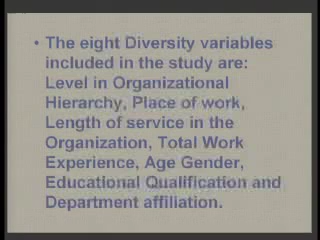 • The eight Diversity variables
included in the study are:
Level in Organizational
Hierarchy, Place of work,
Length of service in the
Organization, Total Work
Experience, Age Gender,
Educational Qualification and
Department affiliation.